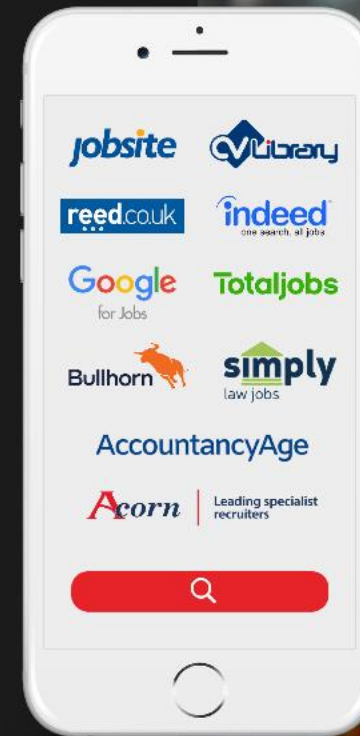 jobsite
CVLibrary
reed.co.uk
indeed
one search. all jobs
Google
for Jobs
Totaljobs
Bullhorn
simply
law jobs
AccountancyAge
Acorn
Leading specialist
recruiters